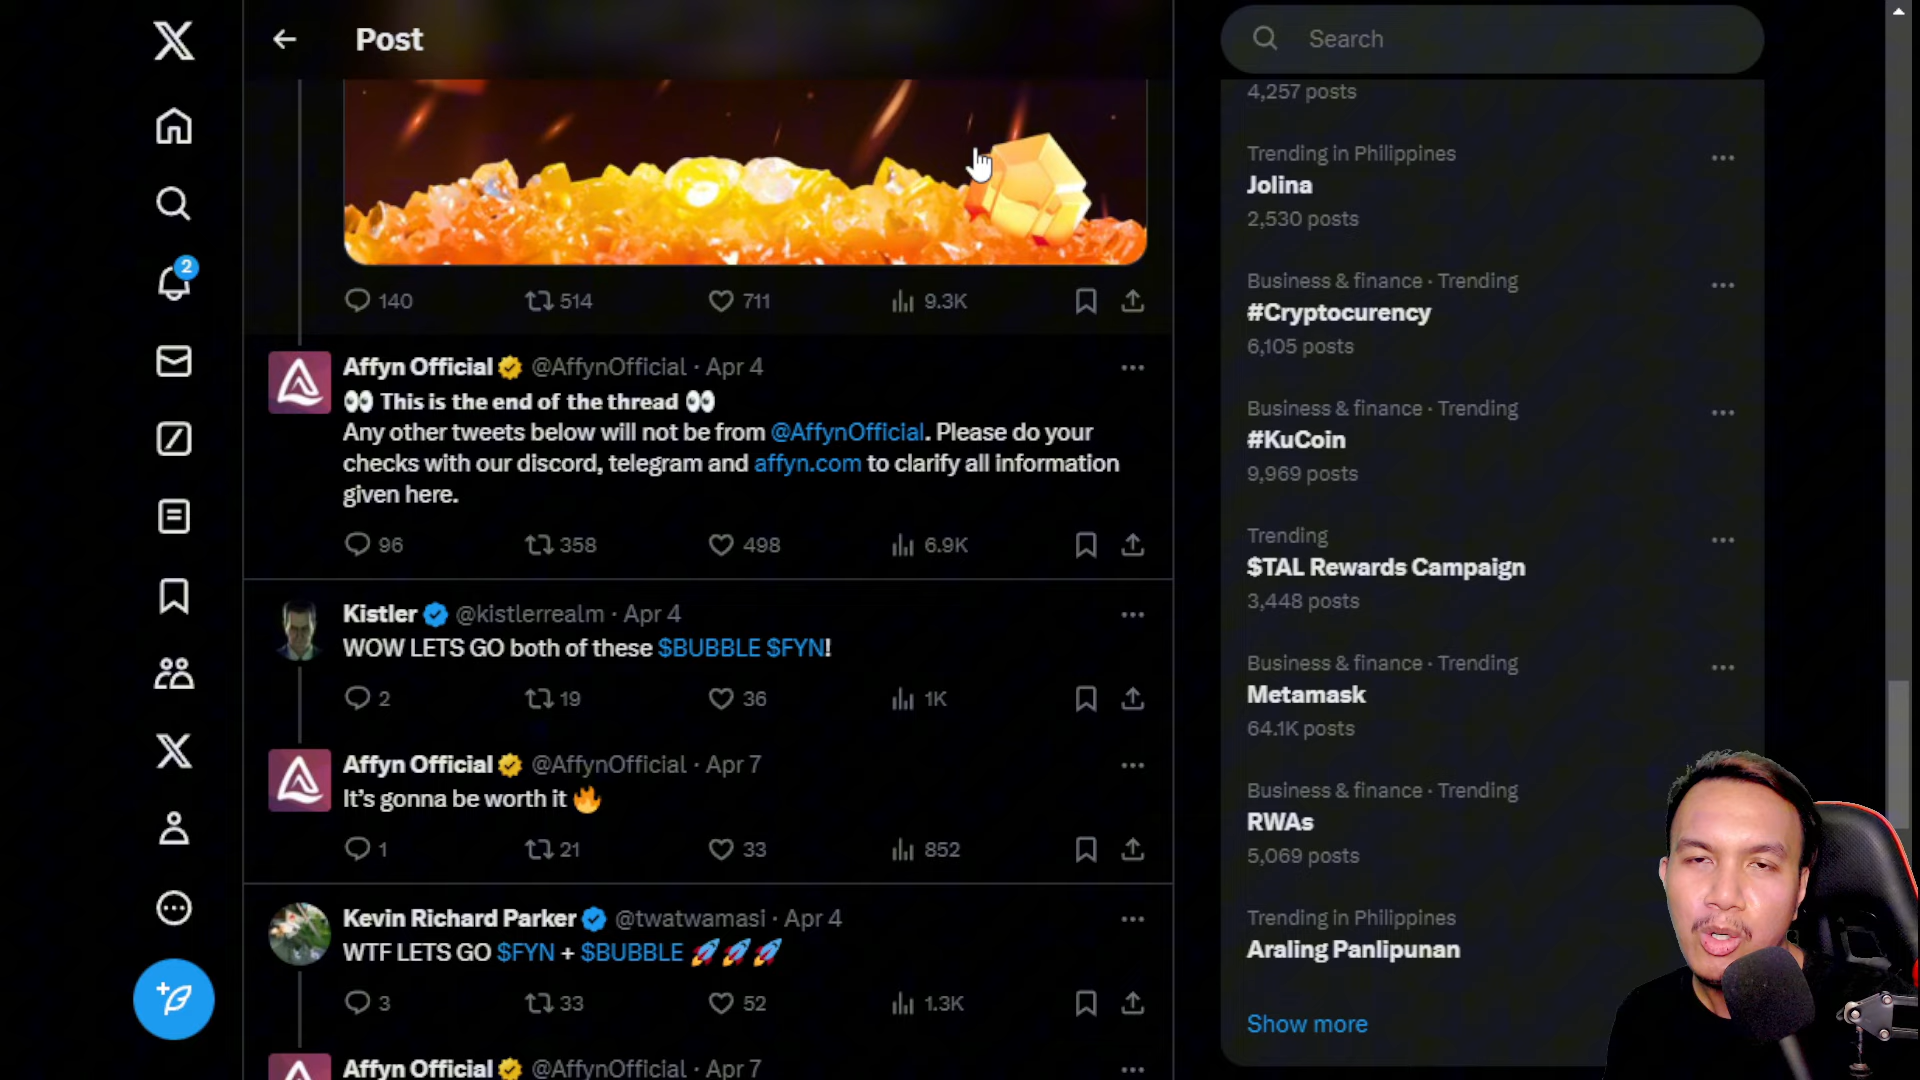 Post
Search
2
140 514 711 9.3K
Affyn Official @AffynOfficial · Apr 4
👀 This is the end of the thread 👀
Any other tweets below will not be from @AffynOfficial. Please do your
checks with our discord, telegram and affyn.com to clarify all information
given here.
96 358 498 6.9K
Kistler @kistlerrealm · Apr 4
WOW LETS GO both of these $BUBBLE $FYN!
2 19 36 1K
Affyn Official @AffynOfficial · Apr 7
It's gonna be worth it 🔥
1 21 33 852
Kevin Richard Parker @twatwamasi · Apr 4
WTF LETS GO $FYN + $BUBBLE 🚀🚀🚀
3 33 52 1.3K
Affyn Official @AffynOfficial · Apr 7
4,257 posts
Trending in Philippines
Jolina
2,530 posts
Business & finance · Trending
#Cryptocurency
6,105 posts
Business & finance · Trending
#KuCoin
9,969 posts
Trending
$TAL Rewards Campaign
3,448 posts
Business & finance · Trending
Metamask
64.1K posts
Business & finance · Trending
RWAs
5,069 posts
Trending in Philippines
Araling Panlipunan
Show more